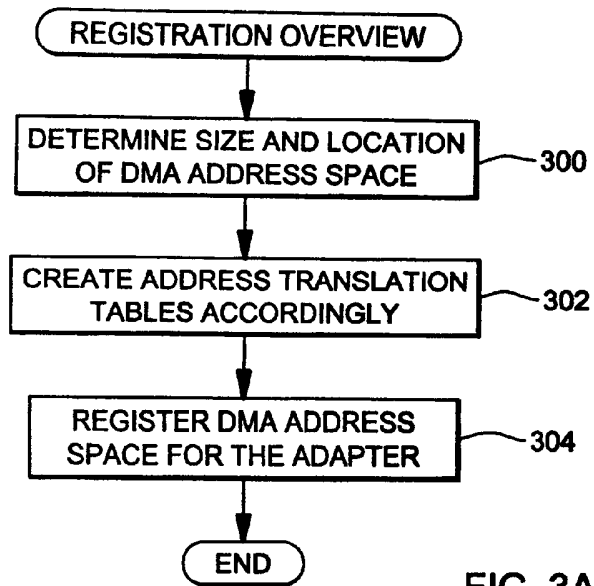 REGISTRATION OVERVIEW
DETERMINE SIZE AND LOCATION
OF DMA ADDRESS SPACE
300
CREATE ADDRESS TRANSLATION
TABLES ACCORDINGLY
302
REGISTER DMA ADDRESS
SPACE FOR THE ADAPTER
304
END
FIG. 3A